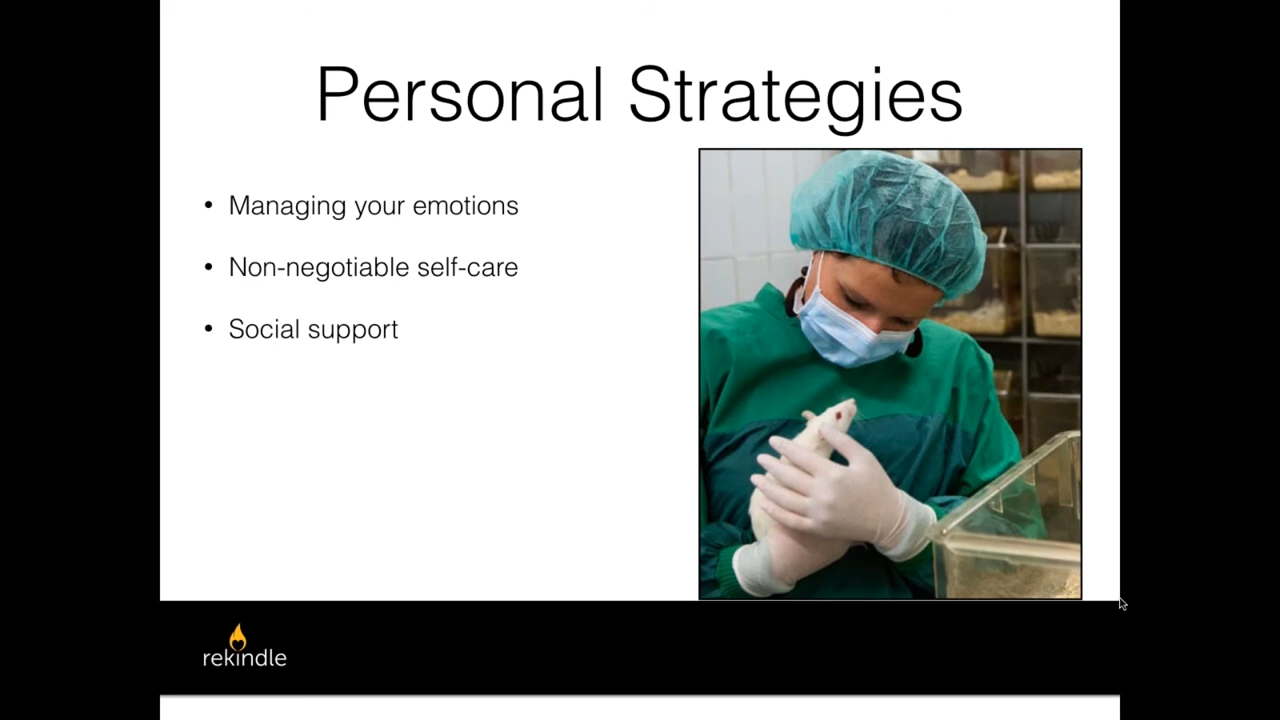 Personal Strategies
• Managing your emotions
• Non-negotiable self-care
• Social support
rekindle